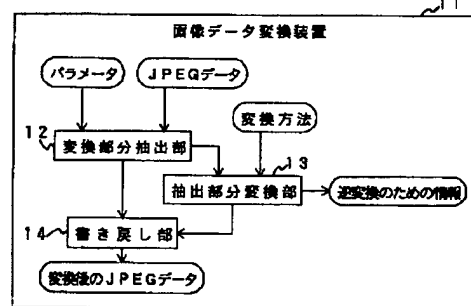 11
画像データ変換装置
パラメータ
JPEGデータ
変換方法
12
変換部分抽出部
13
抽出部分変換部
逆変換のための情報
14
書き戻し部
変換後のJPEGデータ